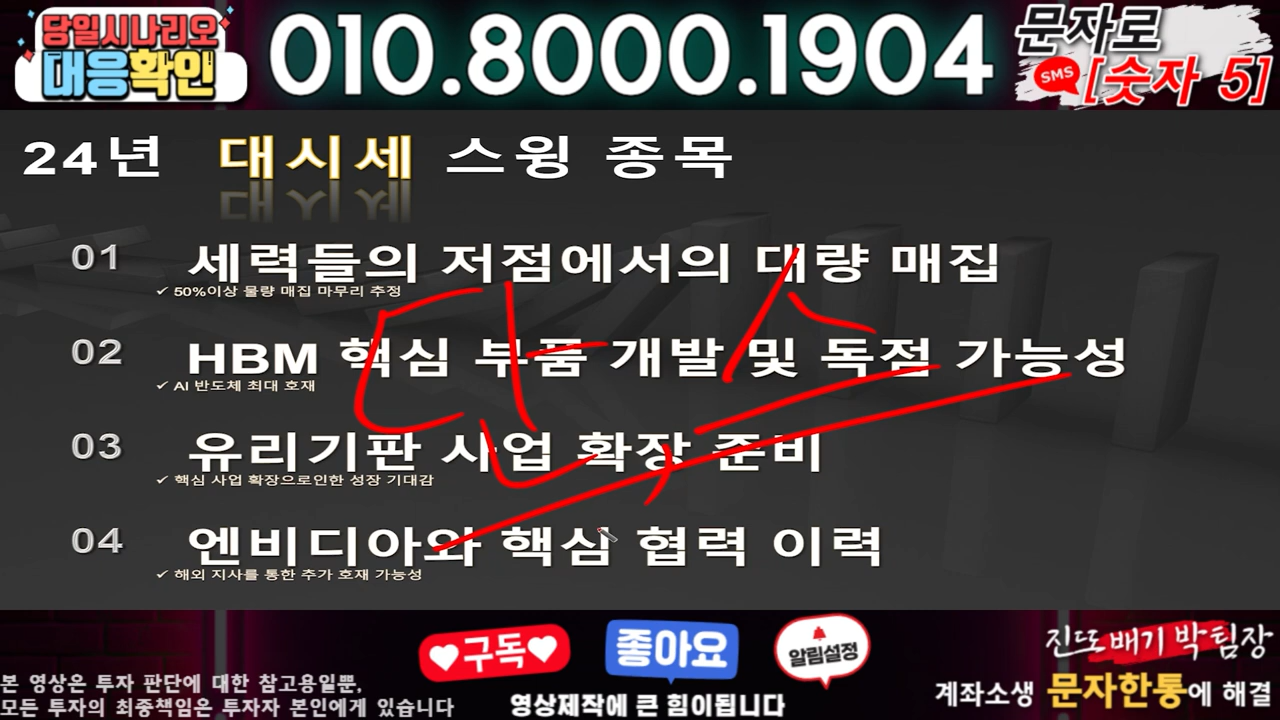 당일시나리오
대응확인
010.8000.1904
문자로
SMS [숫자 5]
24년 대시세 스윙 종목
01 세력들의 저점에서의 대량 매집
✓ 50%이상 물량 매집 마무리 추정
02 HBM 핵심 부품 개발 및 독점 가능성
✓ AI 반도체 최대 호재
03 유리기판 사업 확장 준비
✓ 핵심 사업 확장으로인한 성장 기대감
04 엔비디아와 핵심 협력 이력
✓ 해외 지사를 통한 추가 호재 가능성
단 스
구독
좋아요
알림설정
영상제작에 큰 힘이됩니다
본 영상은 투자 판단에 대한 참고용일뿐,
모든 투자의 최종책임은 투자자 본인에게 있습니다
진또배기 박팀장
계좌소생 문자한통에 해결